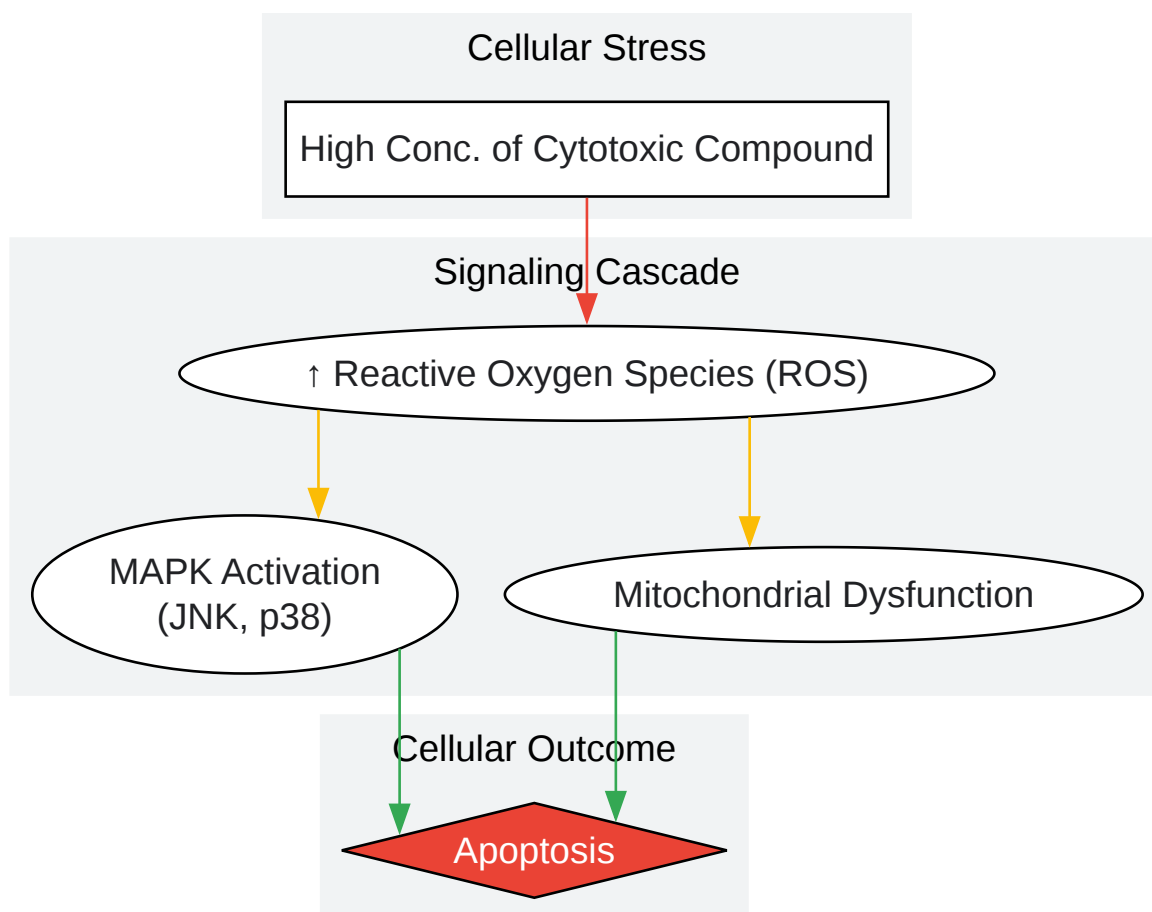 Cellular Stress
High Conc. of Cytotoxic Compound
Signaling Cascade
↑ Reactive Oxygen Species (ROS)
MAPK Activation
(JNK, p38)
Mitochondrial Dysfunction
Cellular Outcome
Apoptosis